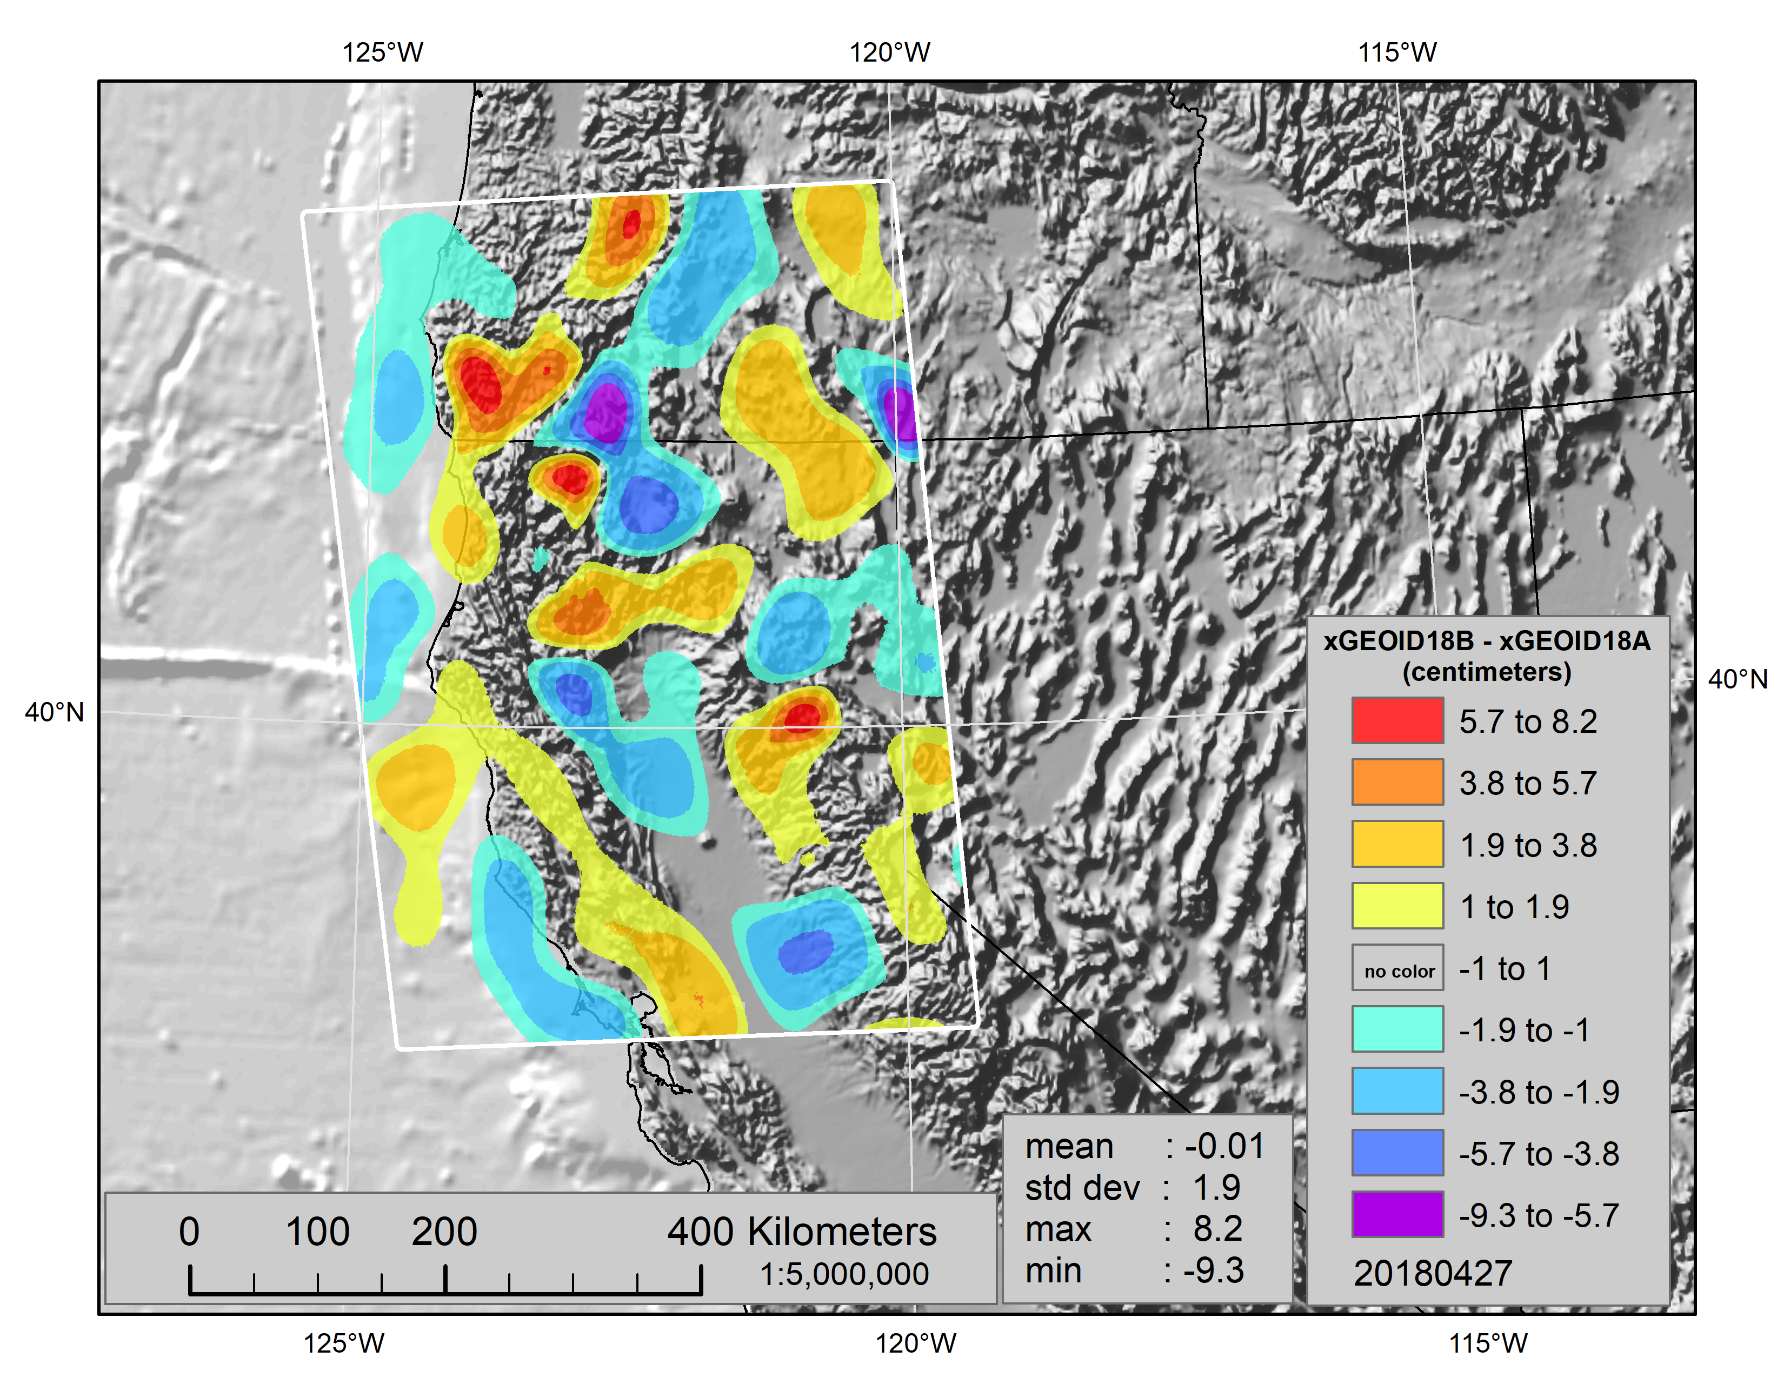 125°W 120°W 115°W
xGEOID18B - xGEOID18A
(centimeters)
5.7 to 8.2
3.8 to 5.7
1.9 to 3.8
1 to 1.9
no color -1 to 1
-1.9 to -1
-3.8 to -1.9
-5.7 to -3.8
-9.3 to -5.7
20180427
40°N 40°N
mean : -0.01
std dev : 1.9
max : 8.2
min : -9.3
0 100 200 400 Kilometers
1:5,000,000
125°W 120°W 115°W